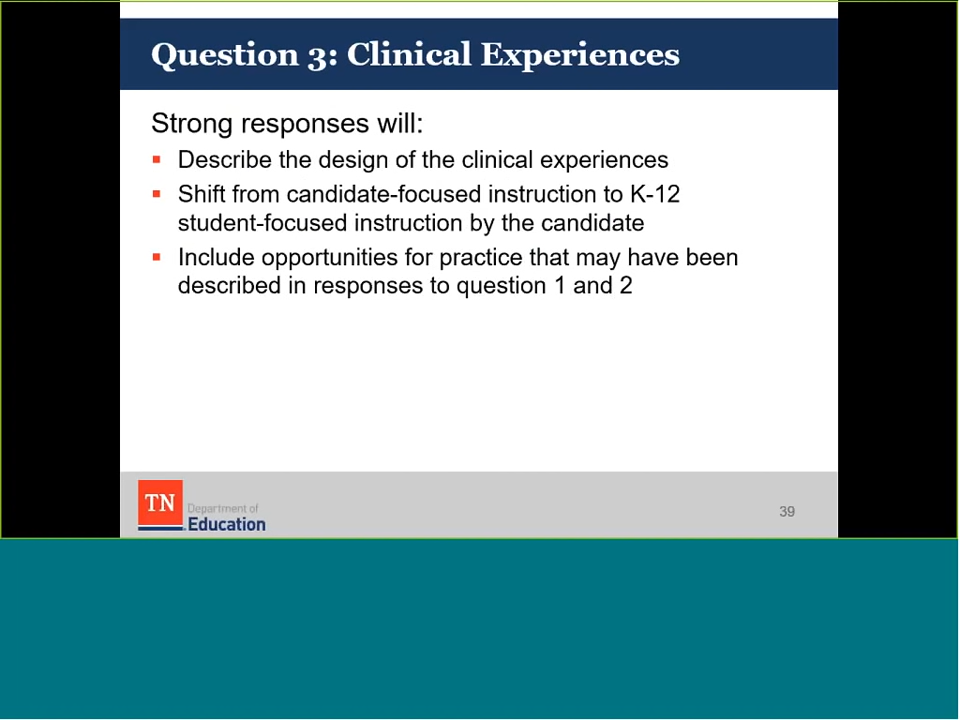 Question 3: Clinical Experiences
Strong responses will:
Describe the design of the clinical experiences
Shift from candidate-focused instruction to K-12
student-focused instruction by the candidate
Include opportunities for practice that may have been
described in responses to question 1 and 2
TN
Department of
Education
39